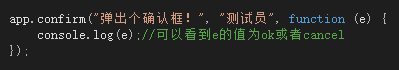 app.confirm("弹出个确认框！", "测试员", function (e) {
    console.log(e);//可以看到e的值为ok或者cancel
});